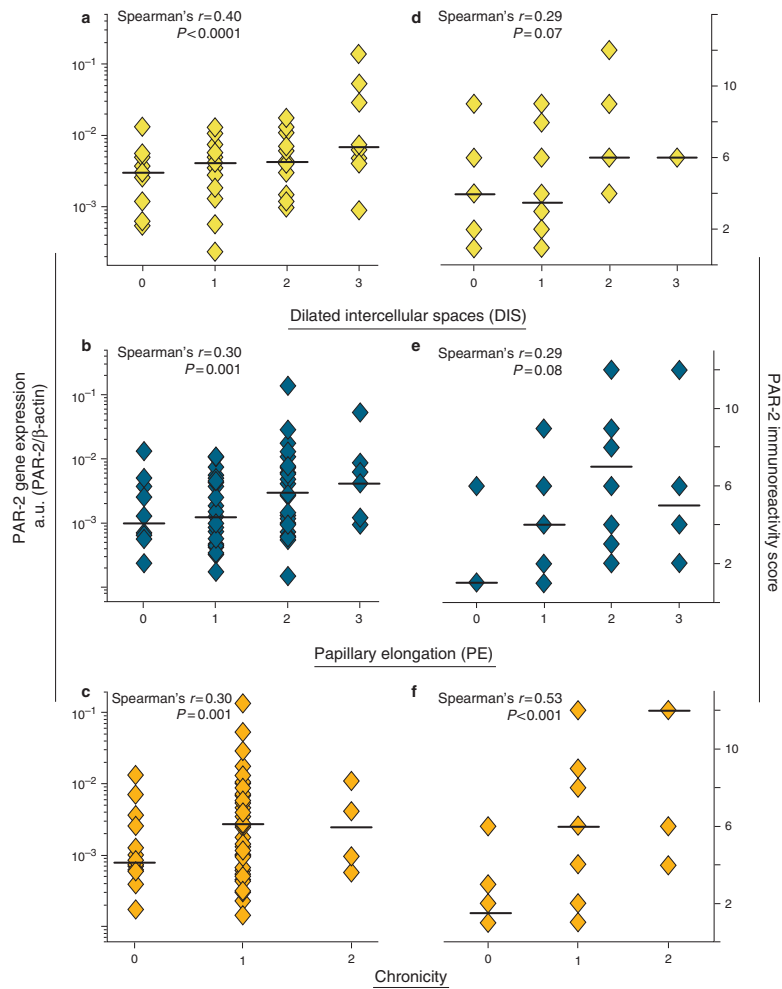 a
Spearman's r=0.40
P<0.0001
10⁻¹
10⁻²
10⁻³
0
1
2
3
d
Spearman's r=0.29
P=0.07
10
6
2
0
1
2
3
Dilated intercellular spaces (DIS)
b
Spearman's r=0.30
P=0.001
10⁻¹
10⁻²
10⁻³
0
1
2
3
e
Spearman's r=0.29
P=0.08
10
6
2
0
1
2
3
Papillary elongation (PE)
PAR-2 gene expression
a.u. (PAR-2/β-actin)
PAR-2 immunoreactivity score
c
Spearman's r=0.30
P=0.001
10⁻¹
10⁻²
10⁻³
0
1
2
f
Spearman's r=0.53
P<0.001
10
6
2
0
1
2
Chronicity